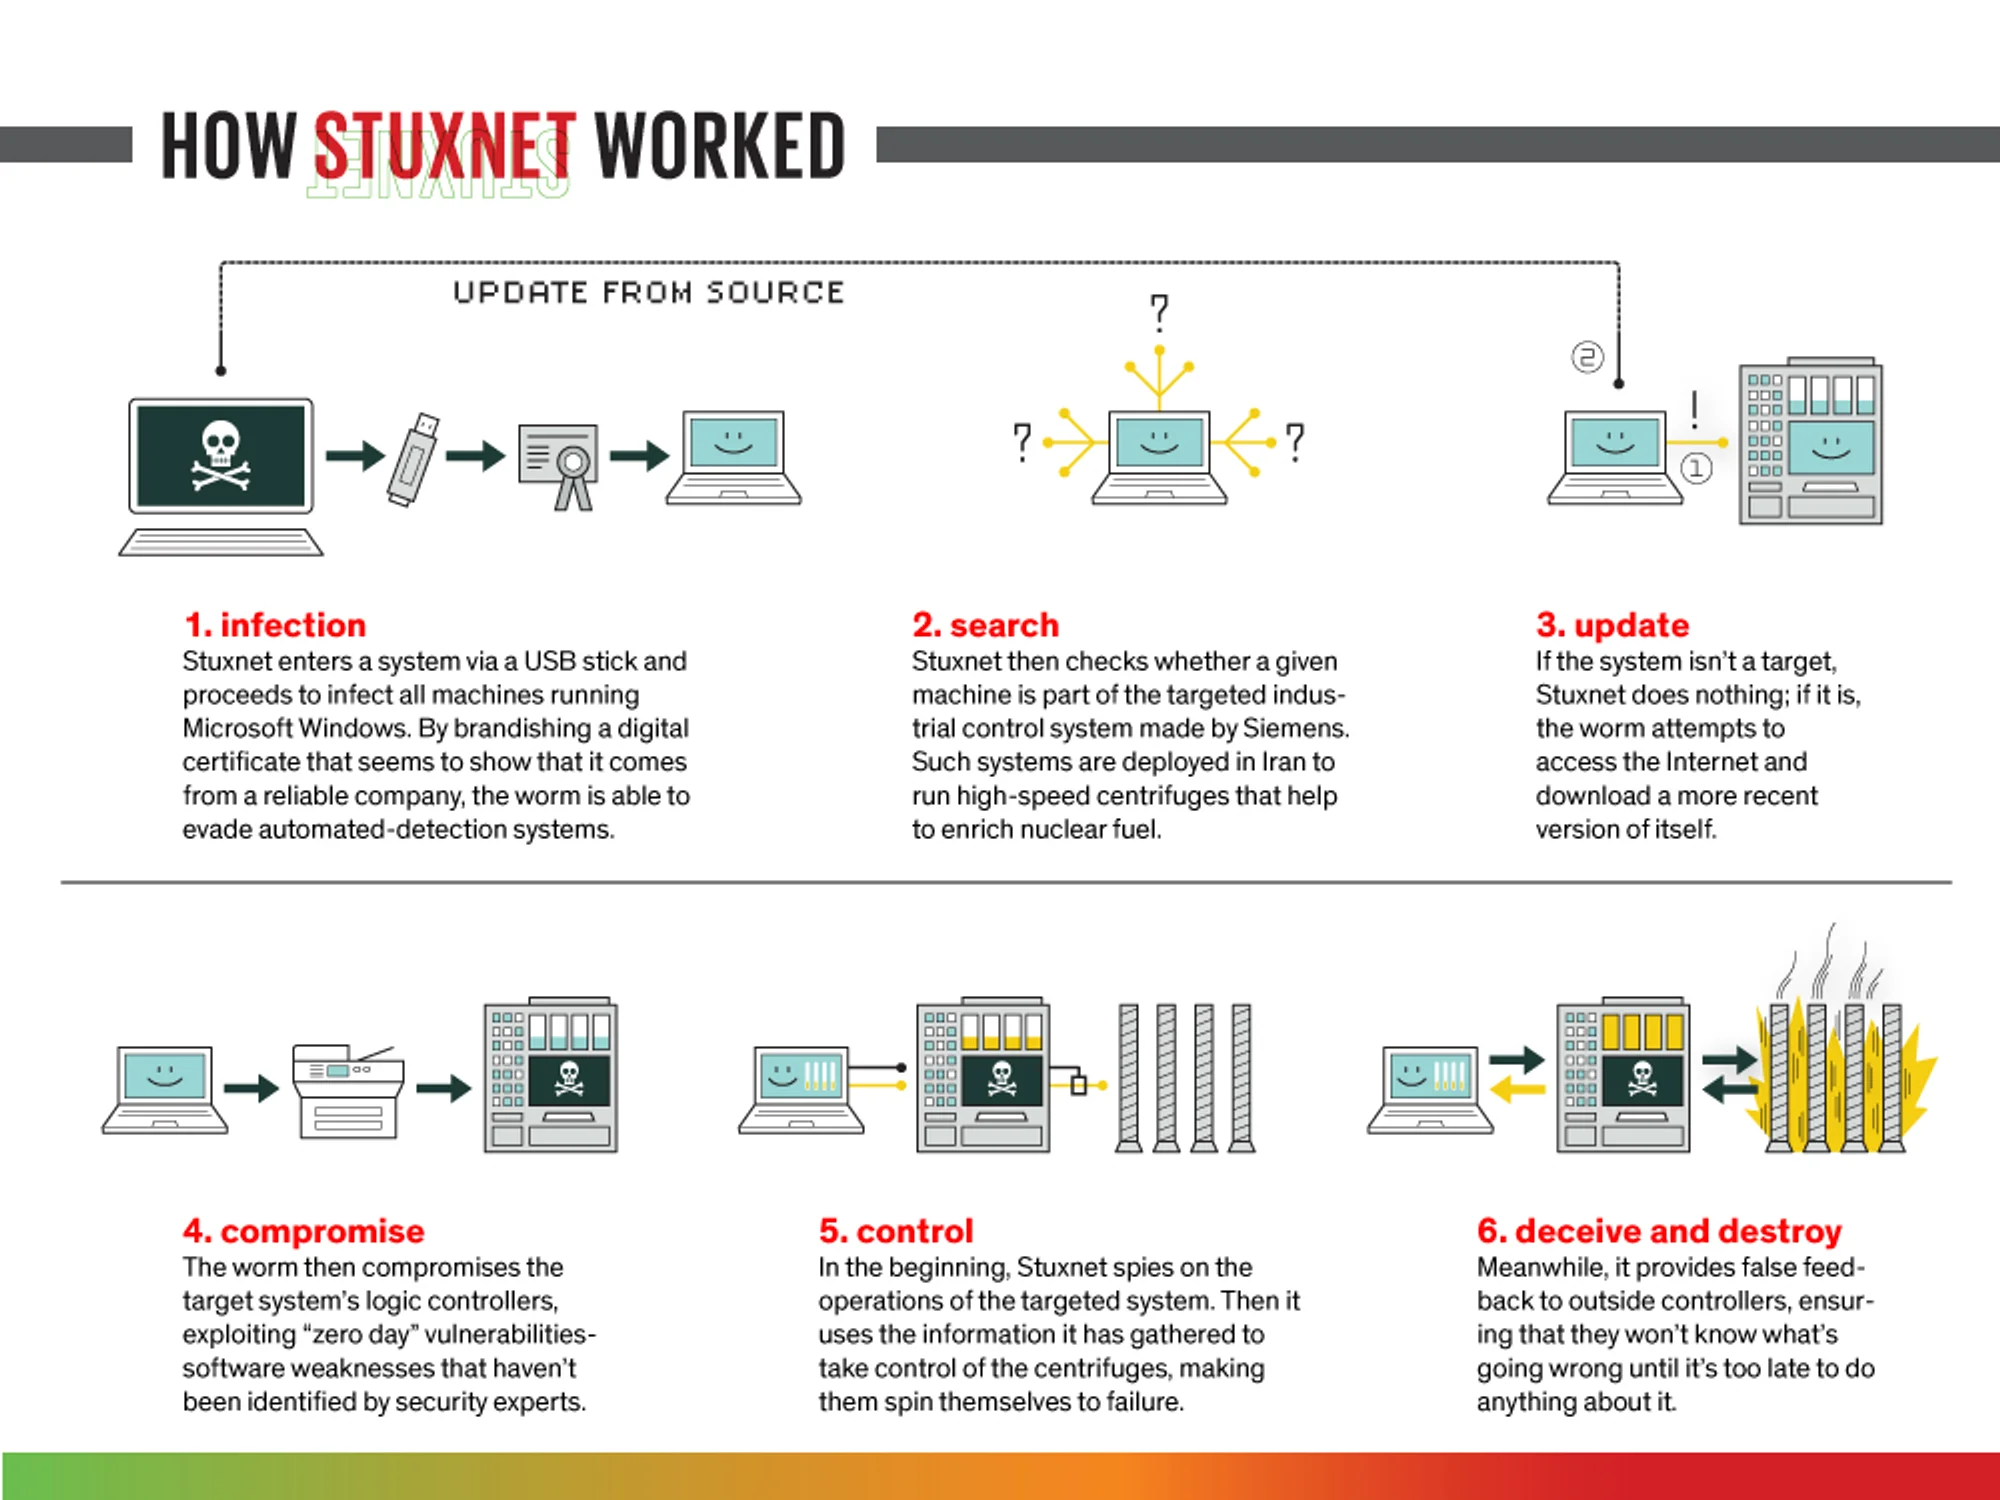 HOW STUXNET WORKED
STUXNET
UPDATE FROM SOURCE
?
?
?
2
!
1
1. infection
Stuxnet enters a system via a USB stick and
proceeds to infect all machines running
Microsoft Windows. By brandishing a digital
certificate that seems to show that it comes
from a reliable company, the worm is able to
evade automated-detection systems.
2. search
Stuxnet then checks whether a given
machine is part of the targeted indus-
trial control system made by Siemens.
Such systems are deployed in Iran to
run high-speed centrifuges that help
to enrich nuclear fuel.
3. update
If the system isn't a target,
Stuxnet does nothing; if it is,
the worm attempts to
access the Internet and
download a more recent
version of itself.
4. compromise
The worm then compromises the
target system's logic controllers,
exploiting “zero day” vulnerabilities-
software weaknesses that haven't
been identified by security experts.
5. control
In the beginning, Stuxnet spies on the
operations of the targeted system. Then it
uses the information it has gathered to
take control of the centrifuges, making
them spin themselves to failure.
6. deceive and destroy
Meanwhile, it provides false feed-
back to outside controllers, ensur-
ing that they won't know what's
going wrong until it's too late to do
anything about it.